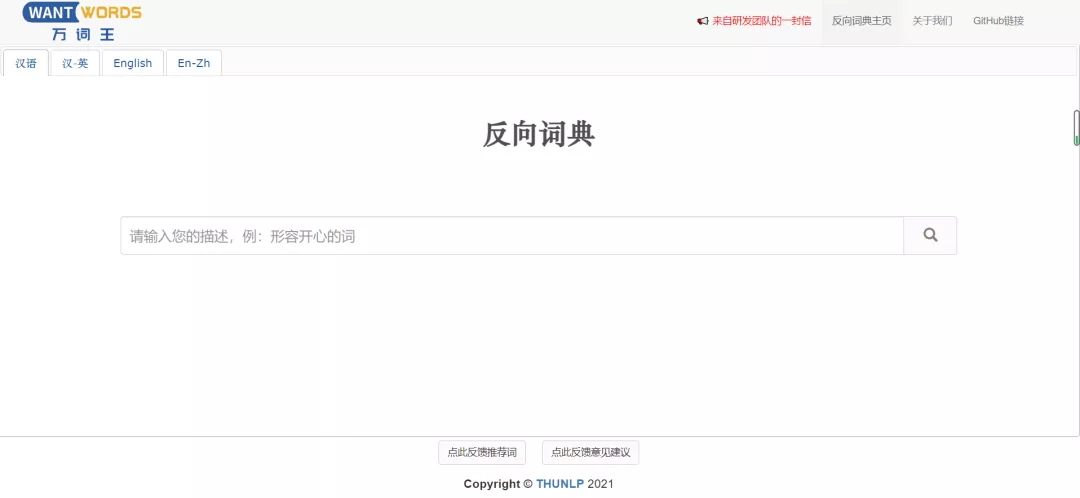 WANTWORDS
万词王
来自研发团队的一封信 反向词典主页 关于我们 GitHub链接
汉语 汉-英 English En-Zh
反向词典
请输入您的描述，例：形容开心的词
点此反馈推荐词 点此反馈意见建议
Copyright © THUNLP 2021